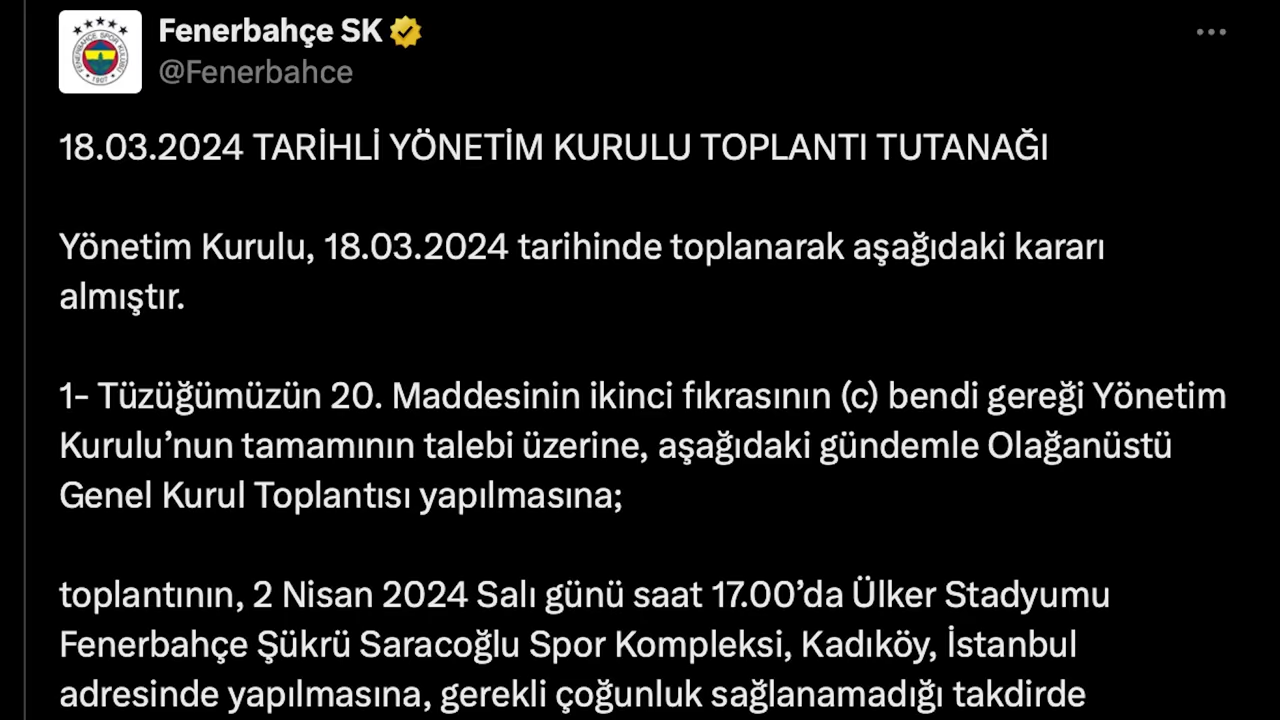 Fenerbahçe SK
@Fenerbahce
18.03.2024 TARİHLİ YÖNETİM KURULU TOPLANTI TUTANAĞI
Yönetim Kurulu, 18.03.2024 tarihinde toplanarak aşağıdaki kararı
almıştır.
1- Tüzüğümüzün 20. Maddesinin ikinci fıkrasının (c) bendi gereği Yönetim
Kurulu’nun tamamının talebi üzerine, aşağıdaki gündemle Olağanüstü
Genel Kurul Toplantısı yapılmasına;
toplantının, 2 Nisan 2024 Salı günü saat 17.00’da Ülker Stadyumu
Fenerbahçe Şükrü Saracoğlu Spor Kompleksi, Kadıköy, İstanbul
adresinde yapılmasına, gerekli çoğunluk sağlanamadığı takdirde